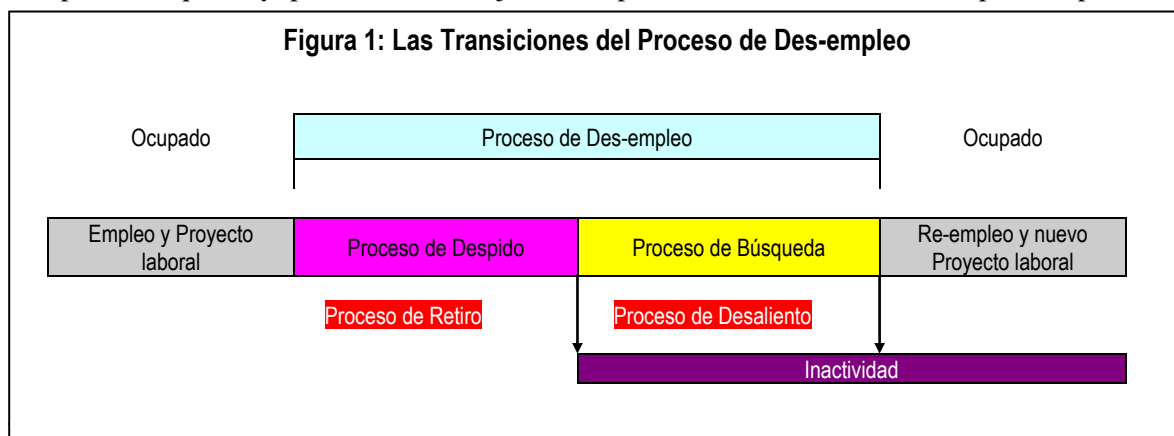 Figura 1: Las Transiciones del Proceso de Des-empleo
Ocupado
Proceso de Des-empleo
Ocupado
Empleo y Proyecto
laboral
Proceso de Despido
Proceso de Búsqueda
Re-empleo y nuevo
Proyecto laboral
Proceso de Retiro
Proceso de Desaliento
Inactividad